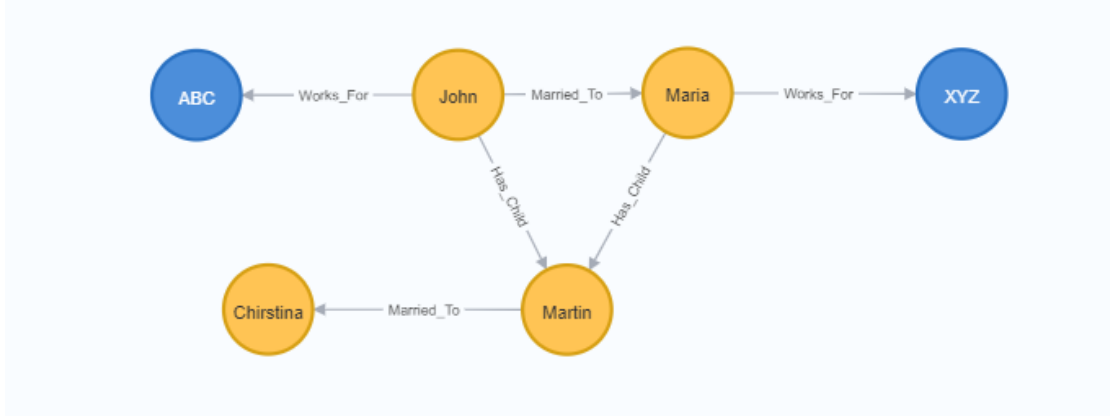 ABC
Works_For
John
Married_To
Maria
Works_For
XYZ
Has_Child
Has_Child
Chirstina
Married_To
Martin